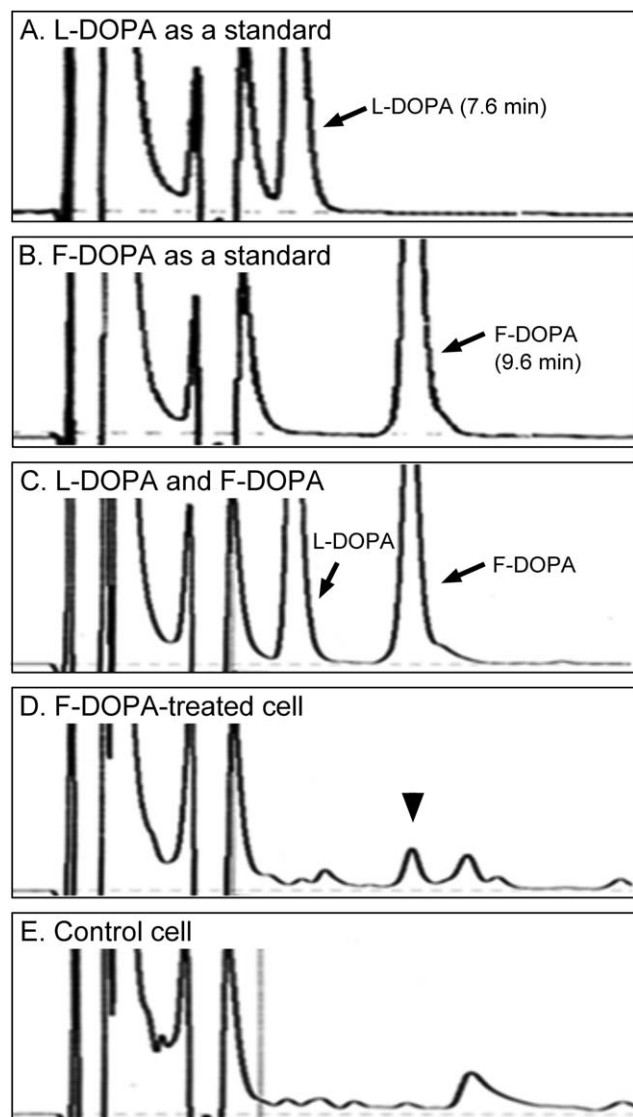 A. L-DOPA as a standard
L-DOPA (7.6 min)
B. F-DOPA as a standard
F-DOPA
(9.6 min)
C. L-DOPA and F-DOPA
L-DOPA
F-DOPA
D. F-DOPA-treated cell
E. Control cell